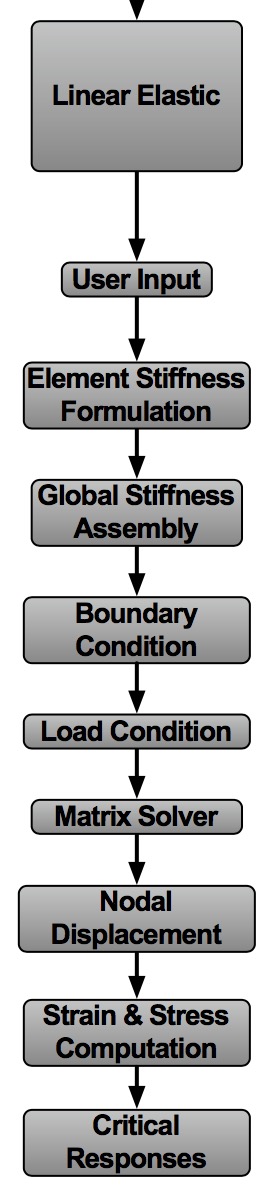 Linear Elastic
User Input
Element Stiffness
Formulation
Global Stiffness
Assembly
Boundary
Condition
Load Condition
Matrix Solver
Nodal
Displacement
Strain & Stress
Computation
Critical
Responses